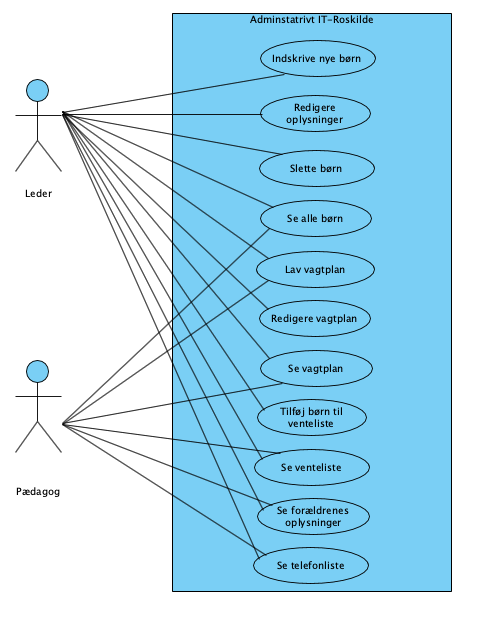 Adminstatrivt IT-Roskilde
Indskrive nye børn
Redigere
oplysninger
Slette børn
Leder
Se alle børn
Lav vagtplan
Redigere vagtplan
Se vagtplan
Tilføj børn til
venteliste
Se venteliste
Pædagog
Se forældrenes
oplysninger
Se telefonliste